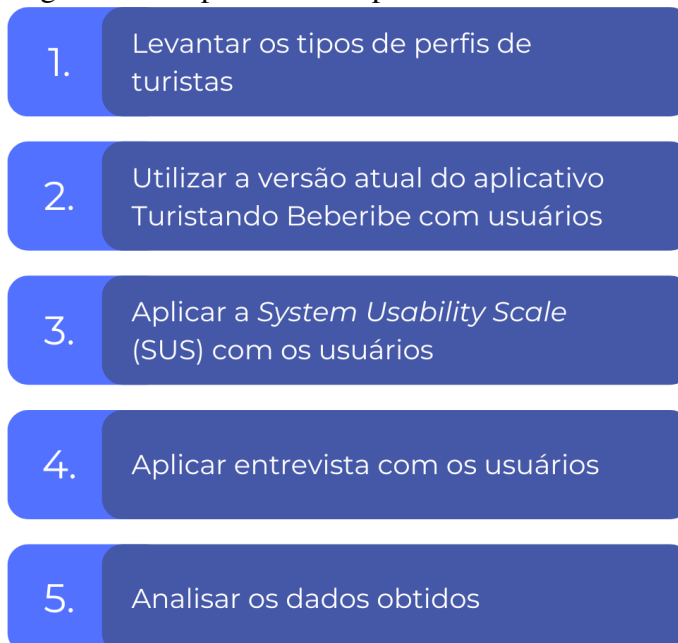 1.
Levantar os tipos de perfis de
turistas
2.
Utilizar a versão atual do aplicativo
Turistando Beberibe com usuários
3.
Aplicar a System Usability Scale
(SUS) com os usuários
4.
Aplicar entrevista com os usuários
5.
Analisar os dados obtidos